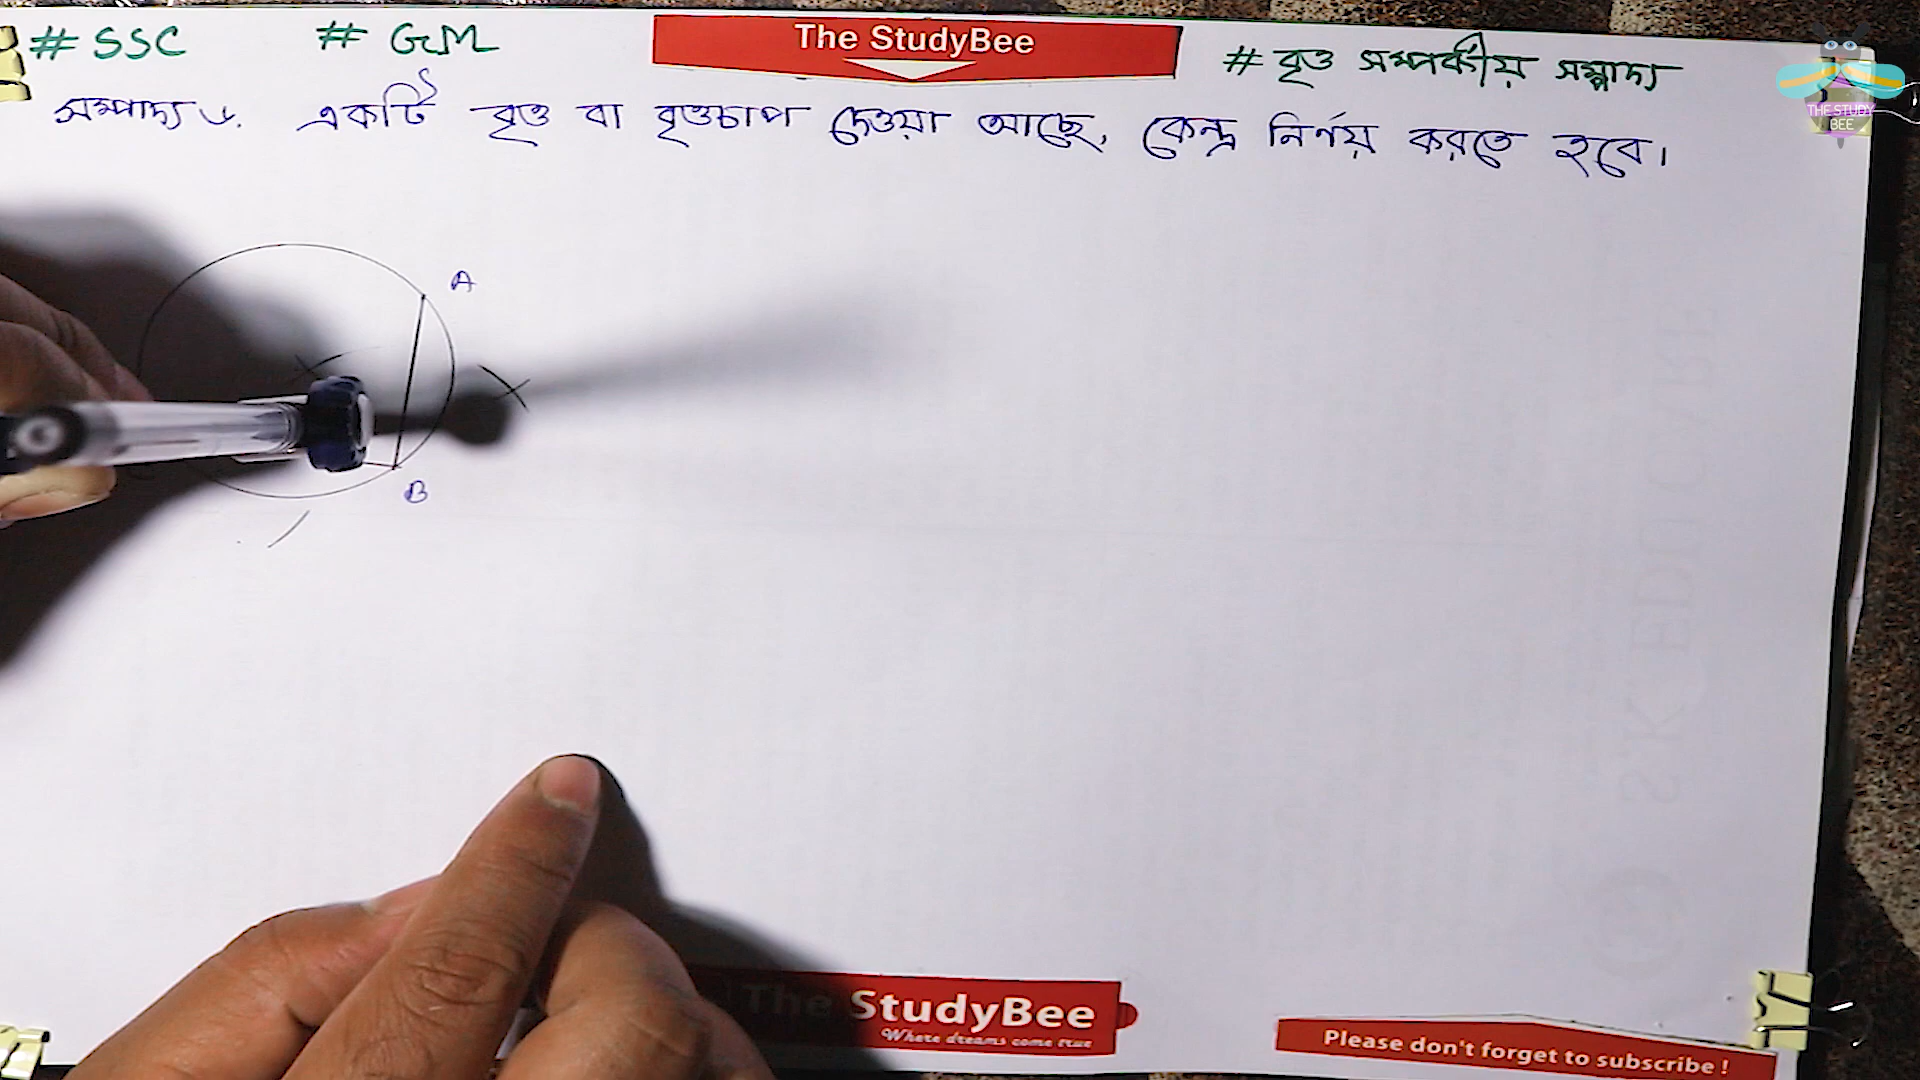 # SSC # GM The StudyBee # বৃত্ত সম্পর্কীয় সম্পাদ্য
THE STUDY
BEE
সম্পাদ্য ৬. একটি বৃত্ত বা বৃত্তচাপ দেওয়া আছে, কেন্দ্র নির্ণয় করতে হবে।
A
B
The StudyBee
Where dreams come true
Please don't forget to subscribe !